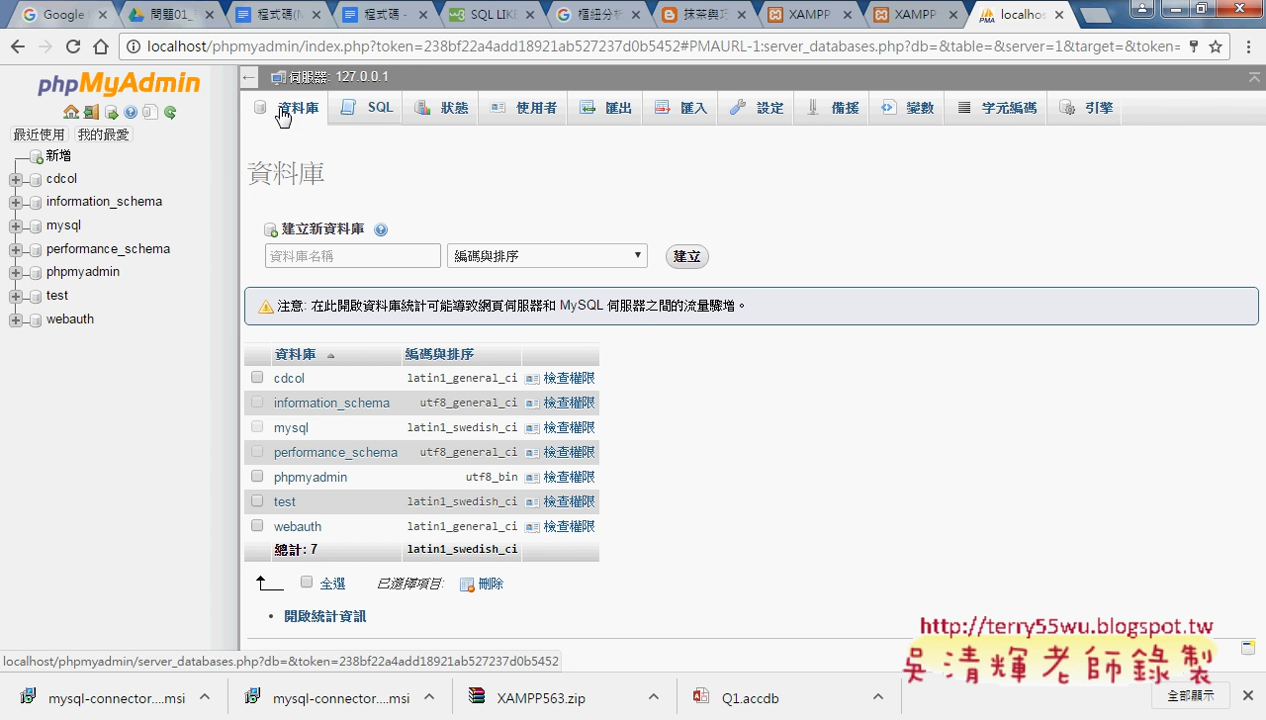 Google
問題01_
程式碼(M
程式碼 -
SQL LIKE
樞紐分析
抹茶與巧
XAMPP
XAMPP
localhos
localhost/phpmyadmin/index.php?token=238bf22a4add18921ab527237d0b5452#PMAURL-1:server_databases.php?db=&table=&server=1&target=&token=
phpMyAdmin
最近使用 我的最愛
新增
cdcol
information_schema
mysql
performance_schema
phpmyadmin
test
webauth
伺服器: 127.0.0.1
資料庫 SQL 狀態 使用者 匯出 匯入 設定 備援 變數 字元編碼 引擎
資料庫
建立新資料庫
資料庫名稱 編碼與排序 建立
注意: 在此開啟資料庫統計可能導致網頁伺服器和 MySQL 伺服器之間的流量驟增。
資料庫 編碼與排序
cdcol latin1_general_ci 檢查權限
information_schema utf8_general_ci 檢查權限
mysql latin1_swedish_ci 檢查權限
performance_schema utf8_general_ci 檢查權限
phpmyadmin utf8_bin 檢查權限
test latin1_swedish_ci 檢查權限
webauth latin1_general_ci 檢查權限
總計: 7 latin1_swedish_ci
全選 已選擇項目: 刪除
開啟統計資訊
http://terry55wu.blogspot.tw
吳清輝老師錄製
localhost/phpmyadmin/server_databases.php?db=&token=238bf22a4add18921ab527237d0b5452
mysql-connector....msi
mysql-connector....msi
XAMPP563.zip
Q1.accdb
全部顯示